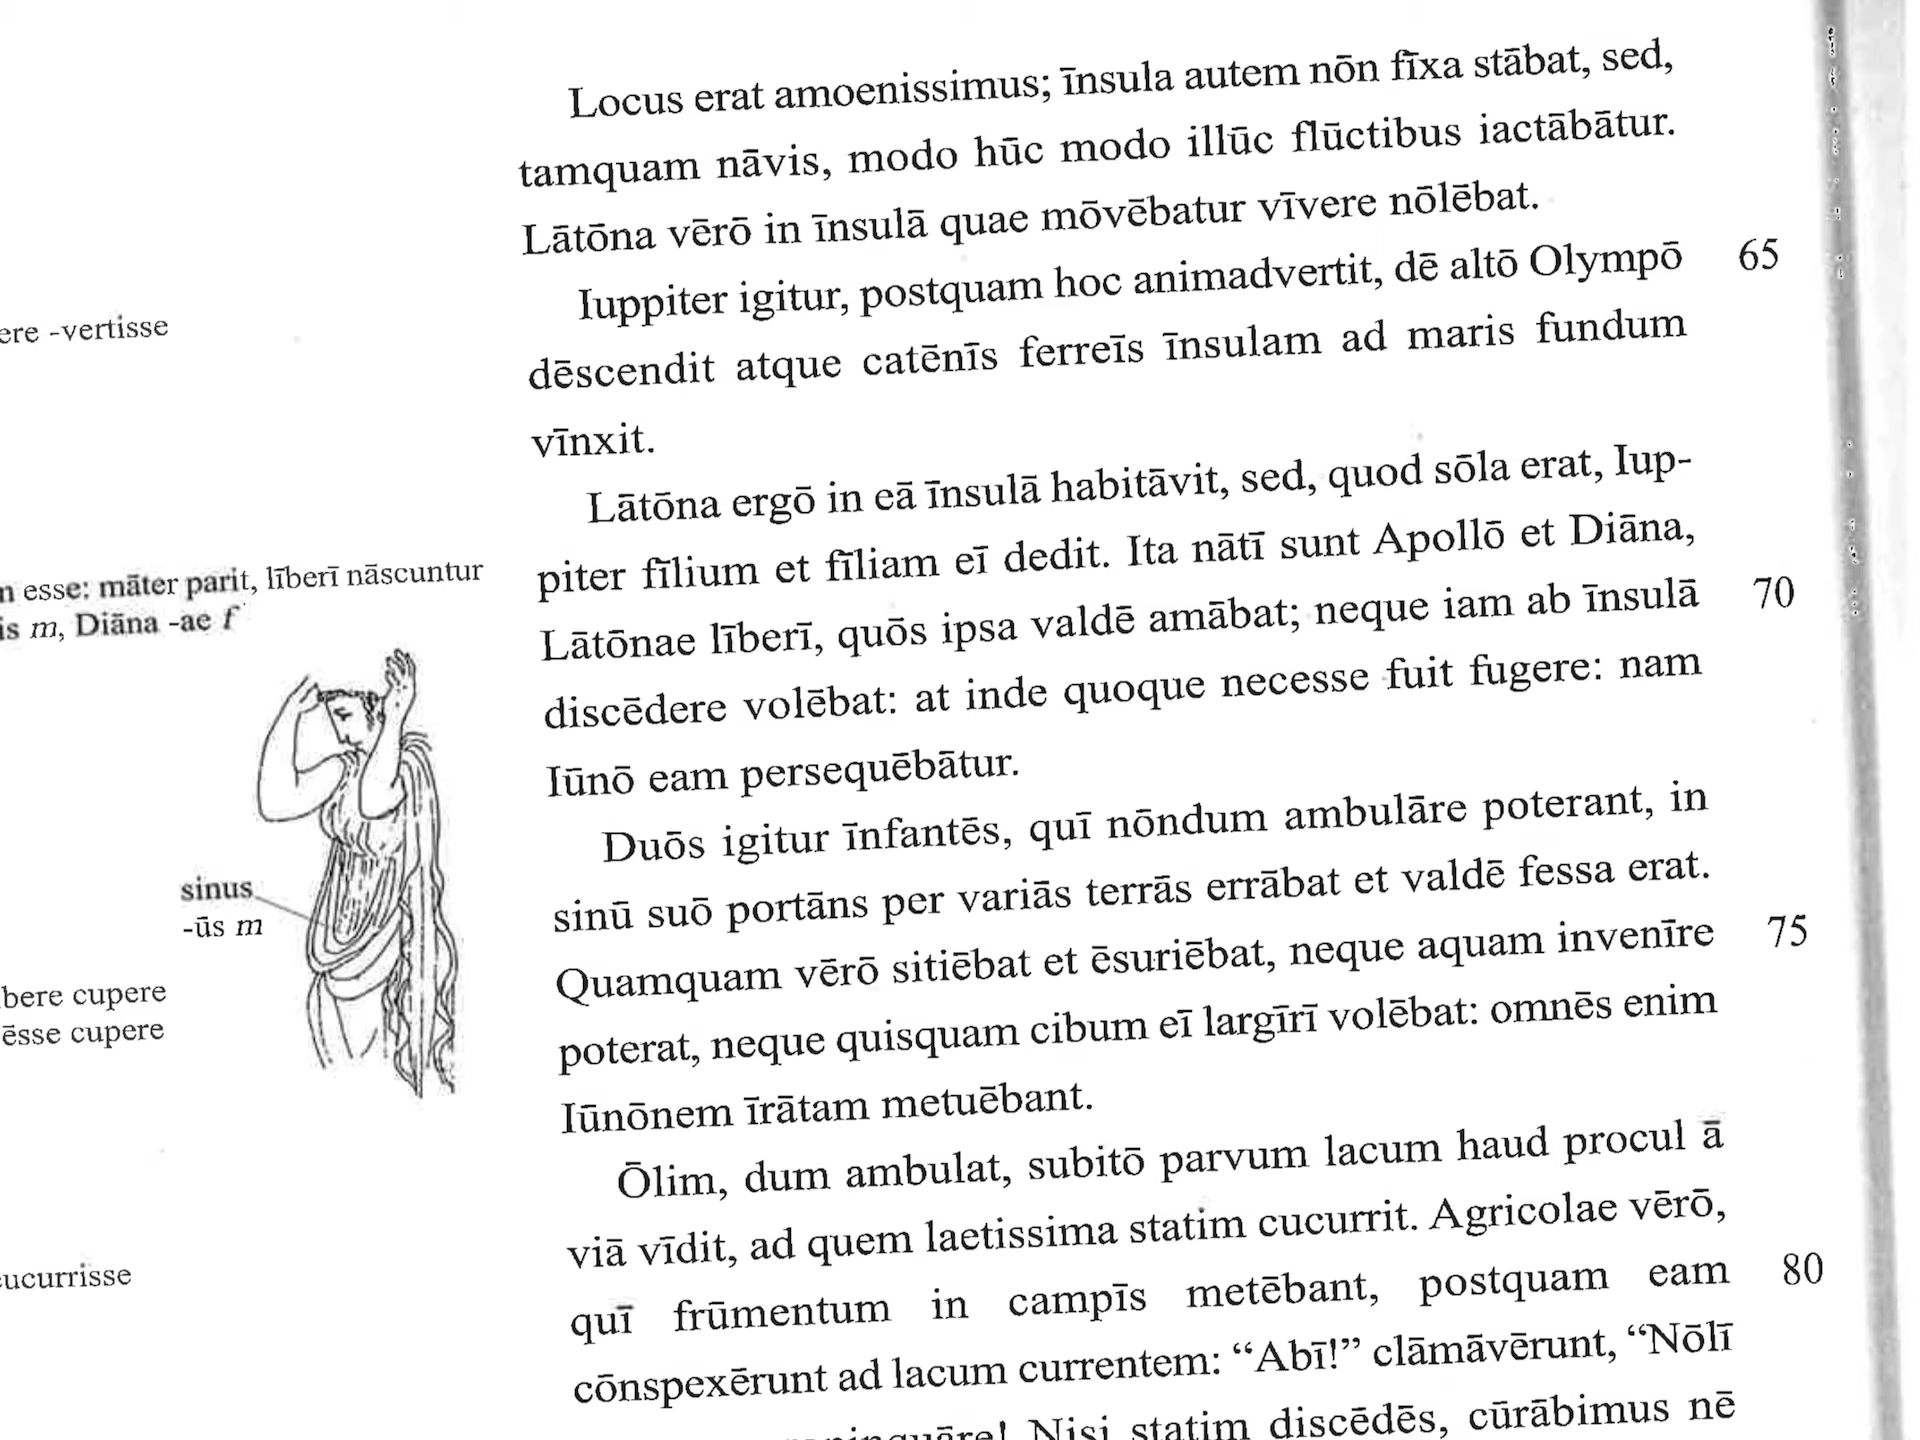 Locus erat amoenissimus; īnsula autem nōn fīxa stābat, sed,
tamquam nāvis, modo hūc modo illūc flūctibus iactābātur.
Lātōna vērō in īnsulā quae mōvēbatur vīvere nōlēbat.
Iuppiter igitur, postquam hoc animadvertit, dē altō Olympō 65
ere -vertisse
dēscendit atque catēnīs ferreīs īnsulam ad maris fundum
vīnxit.
Lātōna ergō in eā īnsulā habitāvit, sed, quod sōla erat, Iup-
piter fīlium et fīliam eī dedit. Ita nātī sunt Apollō et Diāna,
esse: māter parit, līberī nāscuntur
is m, Diāna -ae f
Lātōnae līberī, quōs ipsa valdē amābat; neque iam ab īnsulā 70
discēdere volēbat: at inde quoque necesse fuit fugere: nam
Iūnō eam persequēbātur.
Duōs igitur īnfantēs, quī nōndum ambulāre poterant, in
sinus
-ūs m
sinū suō portāns per variās terrās errābat et valdē fessa erat.
Quamquam vērō sitiēbat et ēsuriēbat, neque aquam invenīre 75
bere cupere
ēsse cupere
poterat, neque quisquam cibum eī largīrī volēbat: omnēs enim
Iūnōnem īrātam metuēbant.
Ōlim, dum ambulat, subitō parvum lacum haud procul ā
viā vīdit, ad quem laetissima statim cucurrit. Agricolae vērō,
cucurrisse
quī frūmentum in campīs metēbant, postquam eam 80
cōnspexērunt ad lacum currentem: “Abī!” clāmāvērunt, “Nōlī
Nisi statim discēdēs, cūrābimus nē